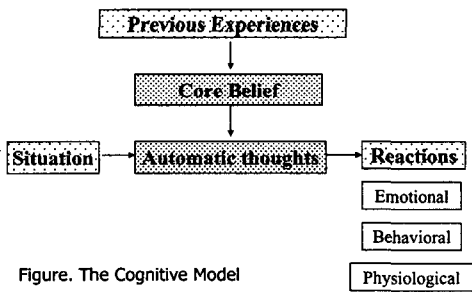 Previous Experiences
Core Belief
Situation
Automatic thoughts
Reactions
Emotional
Behavioral
Physiological
Figure. The Cognitive Model